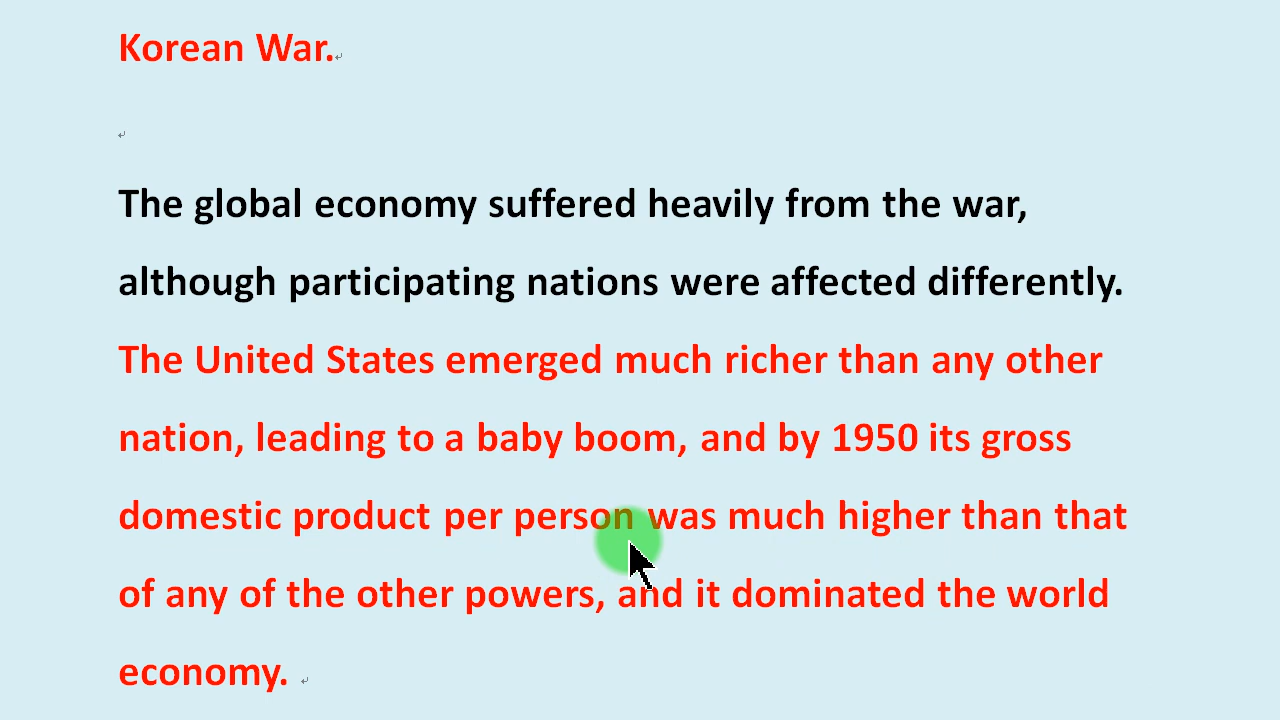 Korean War.
The global economy suffered heavily from the war,
although participating nations were affected differently.
The United States emerged much richer than any other
nation, leading to a baby boom, and by 1950 its gross
domestic product per person was much higher than that
of any of the other powers, and it dominated the world
economy.